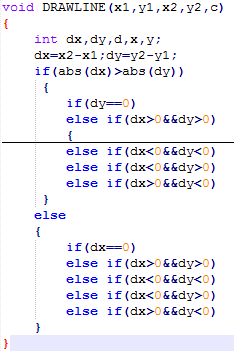 void DRAWLINE(x1,y1,x2,y2,c)
{
int dx,dy,d,x,y;
dx=x2-x1;dy=y2-y1;
if(abs(dx)>abs(dy))
{
if(dy==0)
else if(dx>0&&dy>0)
{
else if(dx<0&&dy<0)
else if(dx<0&&dy>0)
else if(dx>0&&dy<0)
}
else
{
if(dx==0)
else if(dx>0&&dy>0)
else if(dx<0&&dy<0)
else if(dx<0&&dy>0)
else if(dx>0&&dy<0)
}
}